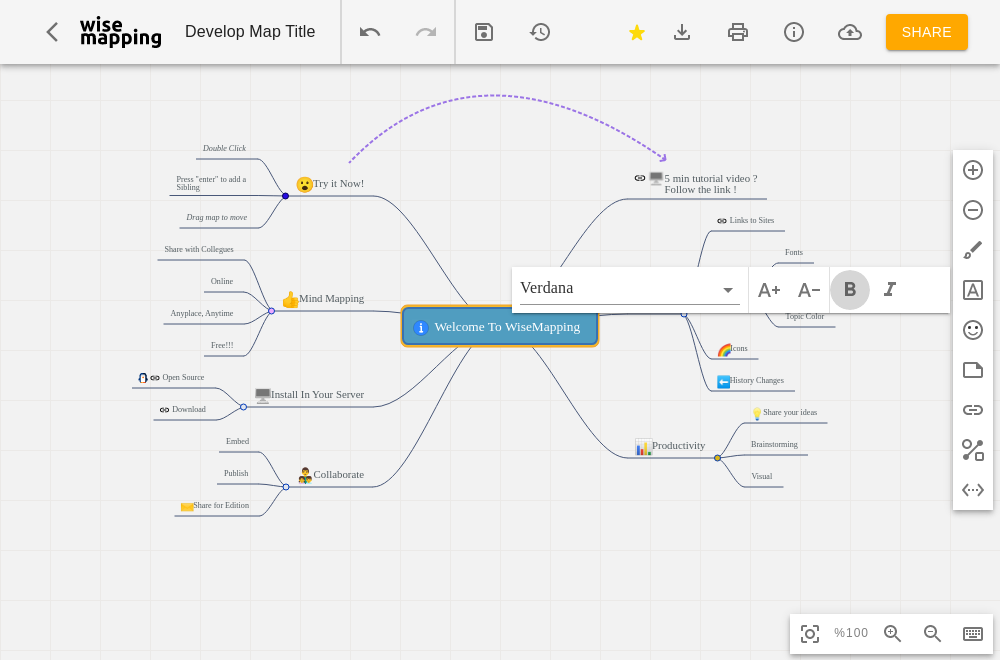 wise
mapping
Develop Map Title
SHARE
Double Click
Press "enter" to add a
Sibling
Drag map to move
Try it Now!
5 min tutorial video ?
Follow the link !
Links to Sites
Fonts
Topic Color
Share with Collegues
Online
Anyplace, Anytime
Free!!!
Mind Mapping
Verdana
A+
A-
B
I
Welcome To WiseMapping
Icons
History Changes
Open Source
Download
Install In Your Server
Share your ideas
Brainstorming
Visual
Productivity
Embed
Publish
Share for Edition
Collaborate
A
%100